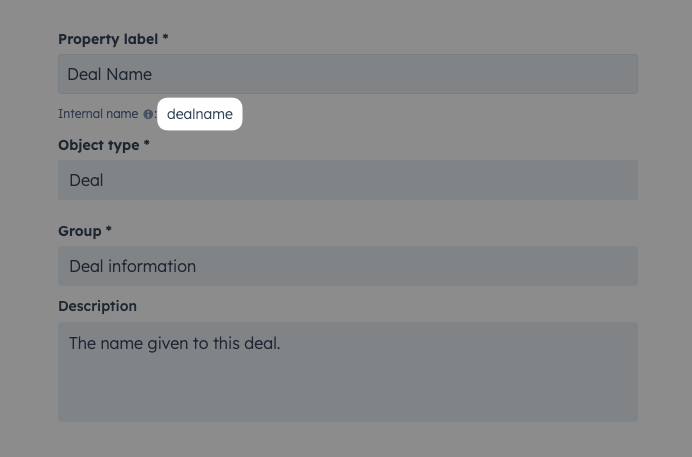 Property label *
Deal Name
Internal name : dealname
Object type *
Deal
Group *
Deal information
Description
The name given to this deal.